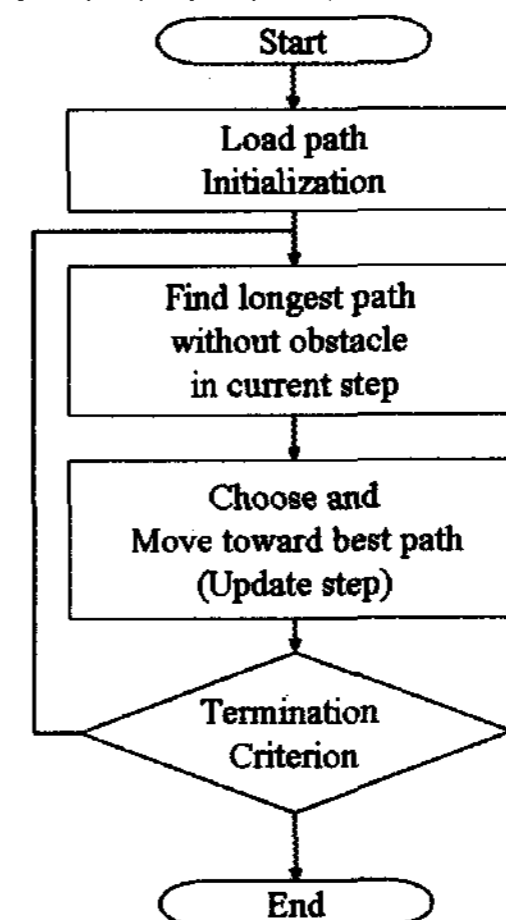 Start
Load path
Initialization
Find longest path
without obstacle
in current step
Choose and
Move toward best path
(Update step)
Termination
Criterion
End